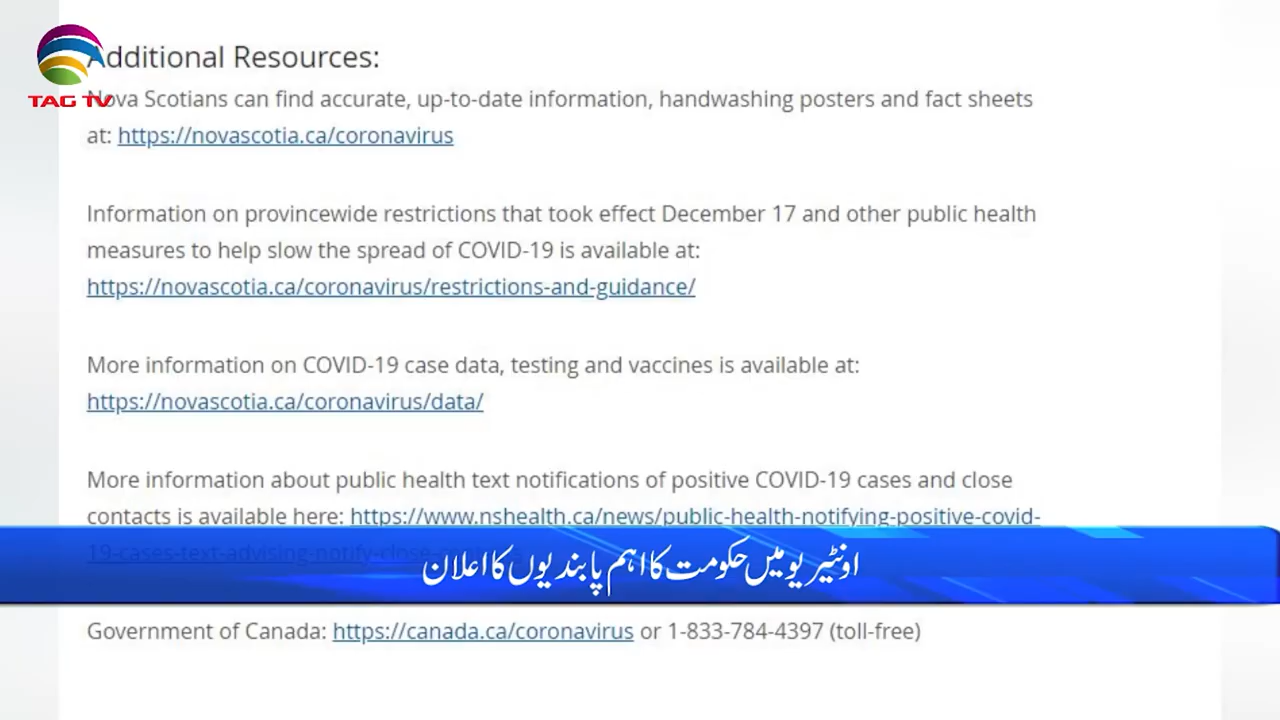 Additional Resources:
TAG TV
Nova Scotians can find accurate, up-to-date information, handwashing posters and fact sheets
at: https://novascotia.ca/coronavirus
Information on provincewide restrictions that took effect December 17 and other public health
measures to help slow the spread of COVID-19 is available at:
https://novascotia.ca/coronavirus/restrictions-and-guidance/
More information on COVID-19 case data, testing and vaccines is available at:
https://novascotia.ca/coronavirus/data/
More information about public health text notifications of positive COVID-19 cases and close
contacts is available here: https://www.nshealth.ca/news/public-health-notifying-positive-covid-
19-cases-text-advising-notify-close-
اونٹیریو میں حکومت کا اہم پابندیوں کا اعلان
Government of Canada: https://canada.ca/coronavirus or 1-833-784-4397 (toll-free)